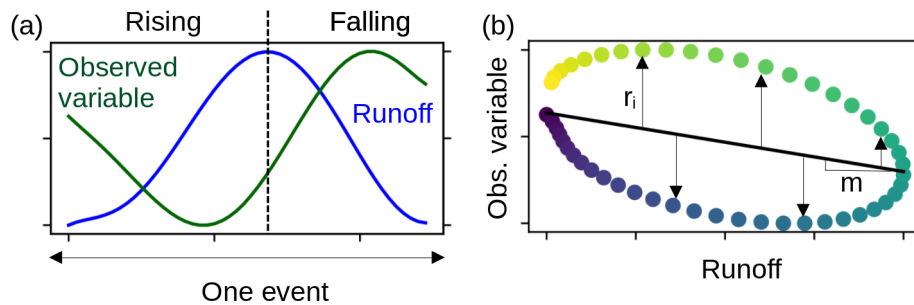 (a)
Rising
Falling
Observed
variable
Runoff
One event
(b)
Obs. variable
rᵢ
m
Runoff